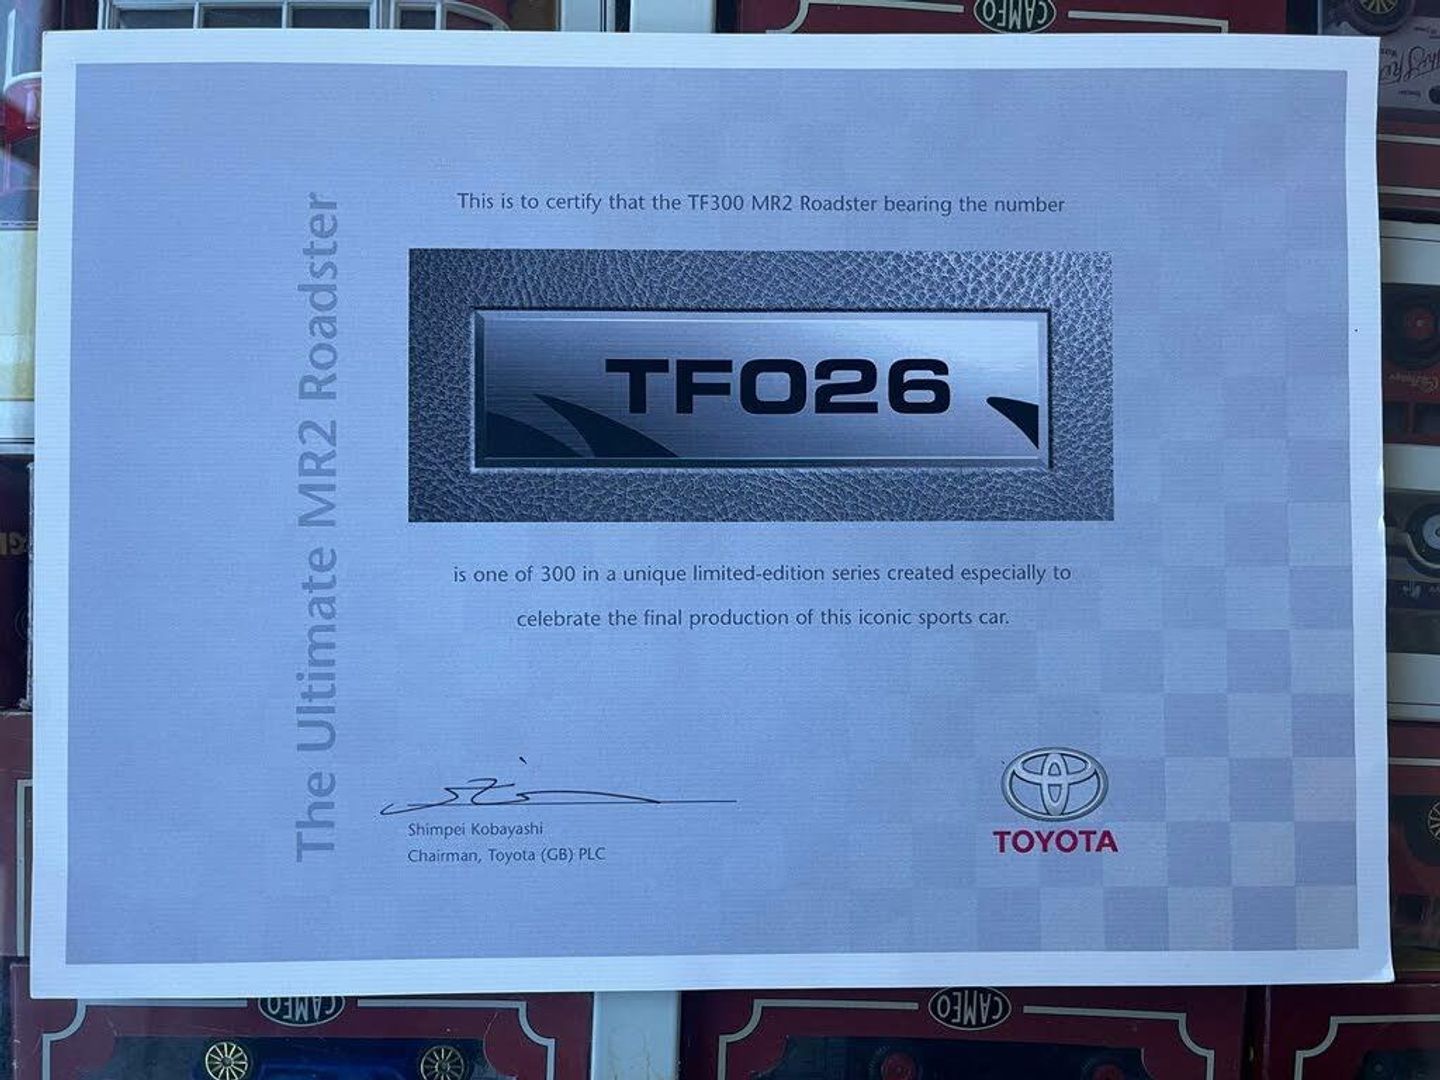 CAMEO
The Ultimate MR2 Roadster
This is to certify that the TF300 MR2 Roadster bearing the number
TF026
is one of 300 in a unique limited-edition series created especially to
celebrate the final production of this iconic sports car.
Shimpei Kobayashi
Chairman, Toyota (GB) PLC
TOYOTA
CAMEO
CAMEO